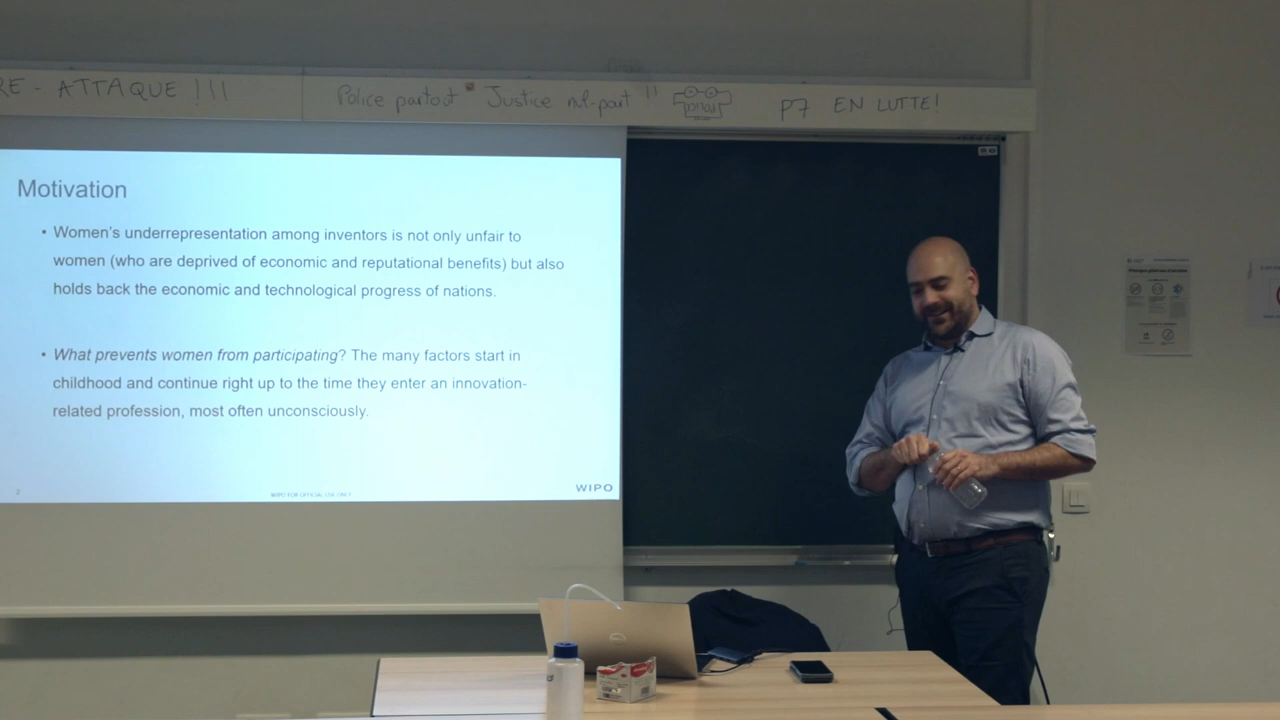 RE - ATTAQUE !!!
Police partout Justice nul-part !!
P7 EN LUTTE!
Motivation
• Women's underrepresentation among inventors is not only unfair to
women (who are deprived of economic and reputational benefits) but also
holds back the economic and technological progress of nations.
• What prevents women from participating? The many factors start in
childhood and continue right up to the time they enter an innovation-
related profession, most often unconsciously.
2
WIPO FOR OFFICIAL USE ONLY
WIPO